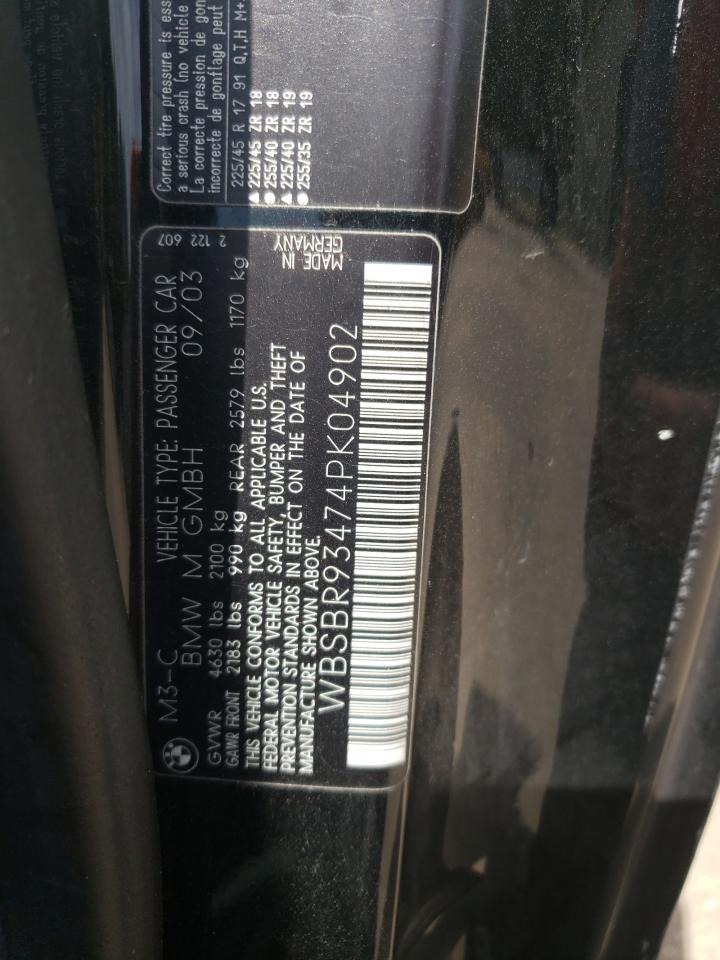 Correct tire pressure is ess
a serious crash (no vehicle
La correcte pression de gon
incorrecte de gonflage peut
225/45 R 17 91 Q,T,H M+
▲ 225/45 ZR 18
● 255/40 ZR 18
▲ 225/40 ZR 19
● 255/35 ZR 19
M3-C VEHICLE TYPE: PASSENGER CAR 2 122 607
BMW M GMBH 09/03
GVWR 4630 lbs 2100 kg
GAWR FRONT 2183 lbs 990 kg REAR 2579 lbs 1170 kg
THIS VEHICLE CONFORMS TO ALL APPLICABLE U.S.
FEDERAL MOTOR VEHICLE SAFETY, BUMPER AND THEFT
PREVENTION STANDARDS IN EFFECT ON THE DATE OF
MANUFACTURE SHOWN ABOVE.
MADE IN
GERMANY
WBSBR93474PK04902